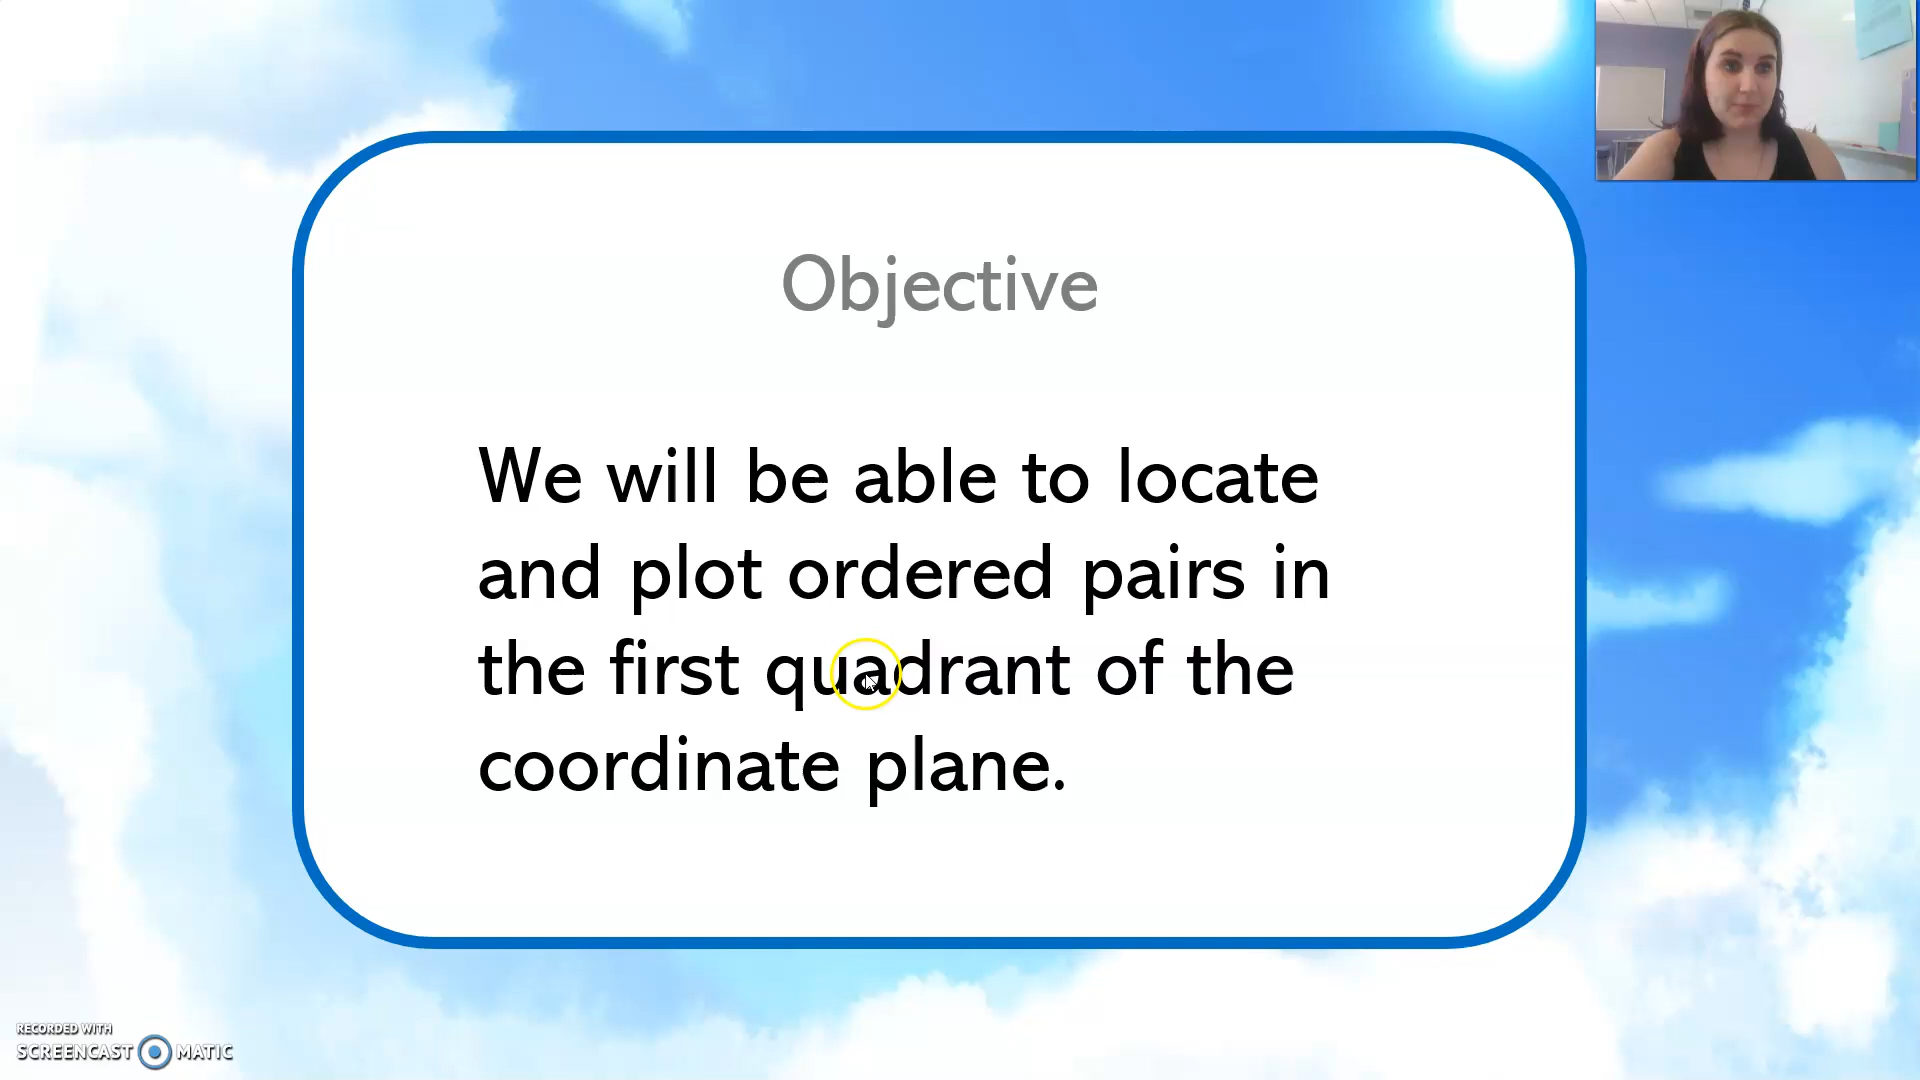 Objective
We will be able to locate
and plot ordered pairs in
the first quadrant of the
coordinate plane.
RECORDED WITH
SCREENCAST MATIC